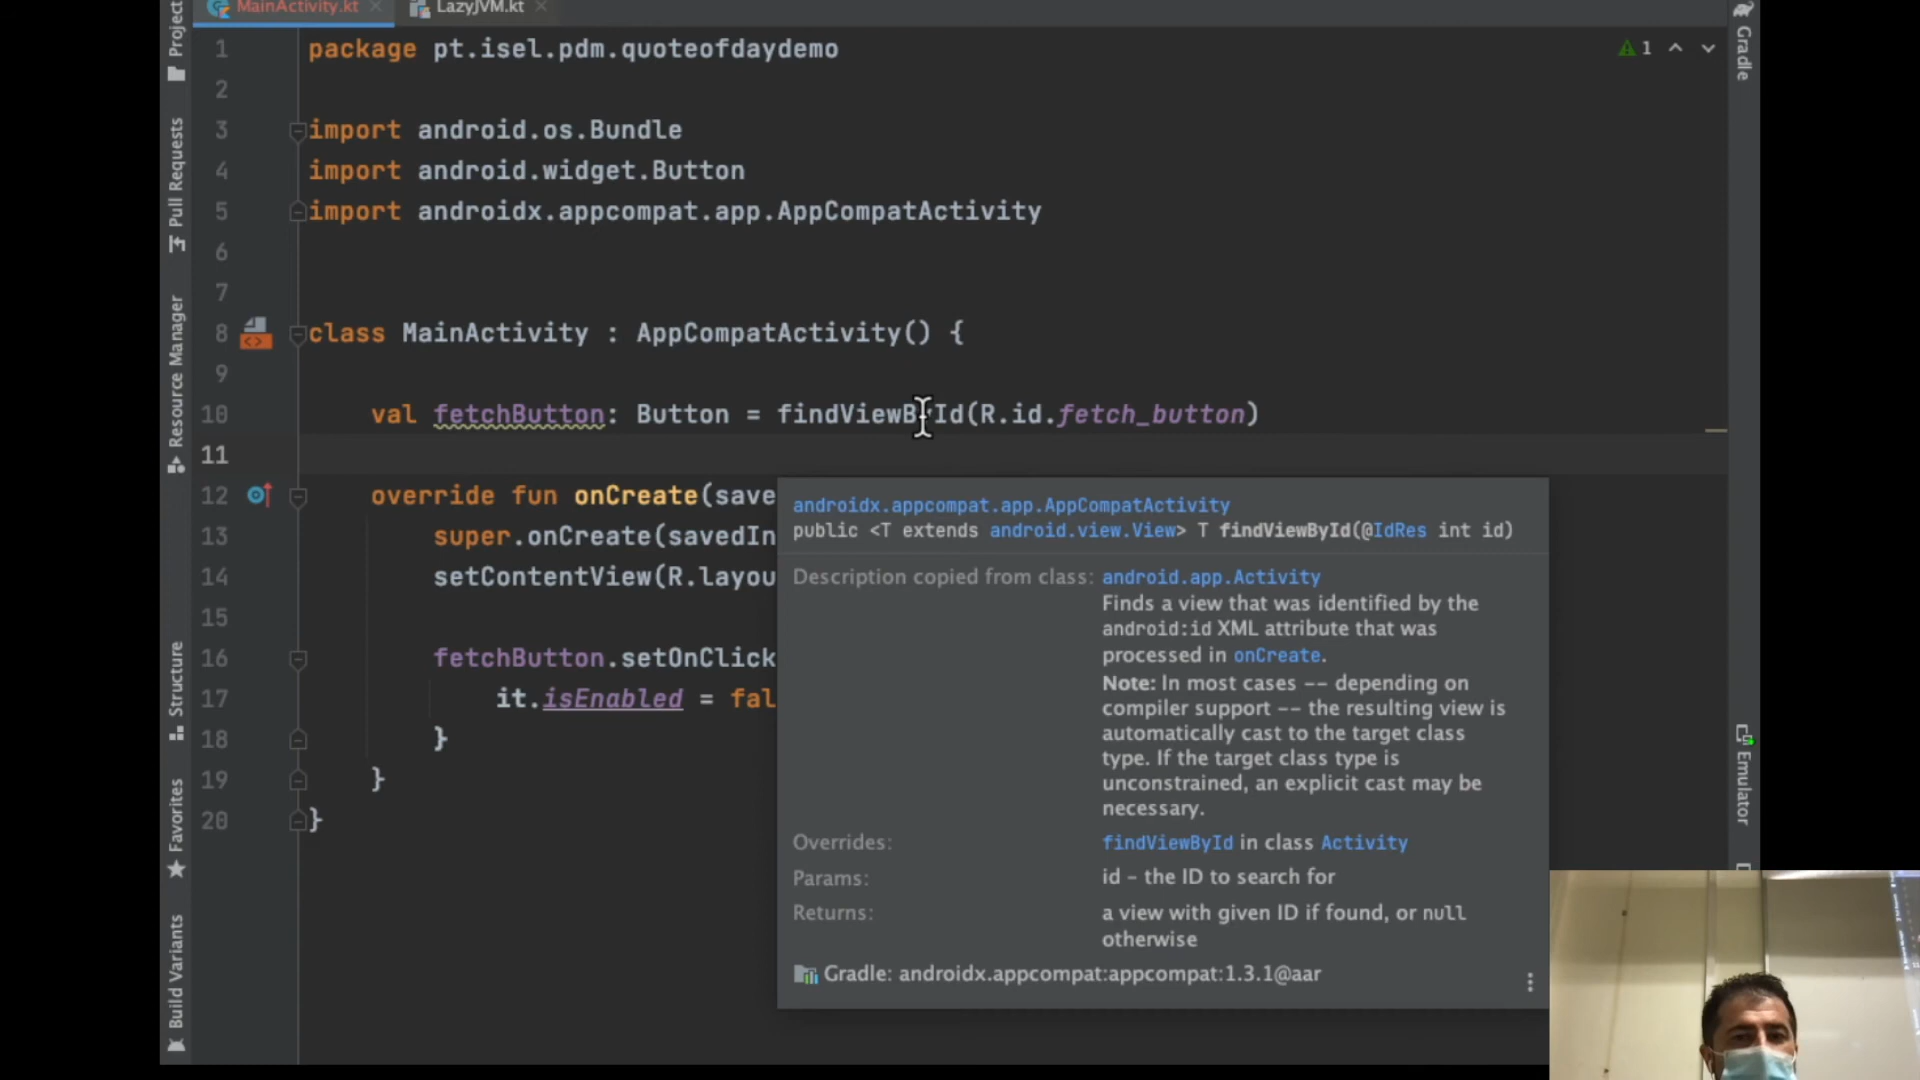 MainActivity.kt
LazyJVM.kt
Project
Pull Requests
Resource Manager
Structure
Favorites
Build Variants
Gradle
Emulator
1
1 package pt.isel.pdm.quoteofdaydemo
2
3 import android.os.Bundle
4 import android.widget.Button
5 import androidx.appcompat.app.AppCompatActivity
6
7
8 class MainActivity : AppCompatActivity() {
9
10 val fetchButton: Button = findViewById(R.id.fetch_button)
11
12 override fun onCreate(save
13 super.onCreate(savedIn
14 setContentView(R.layou
15
16 fetchButton.setOnClick
17 it.isEnabled = fal
18 }
19 }
20 }
androidx.appcompat.app.AppCompatActivity
public <T extends android.view.View> T findViewById(@IdRes int id)
Description copied from class: android.app.Activity
Finds a view that was identified by the
android:id XML attribute that was
processed in onCreate.
Note: In most cases -- depending on
compiler support -- the resulting view is
automatically cast to the target class
type. If the target class type is
unconstrained, an explicit cast may be
necessary.
Overrides: findViewById in class Activity
Params: id – the ID to search for
Returns: a view with given ID if found, or null
otherwise
Gradle: androidx.appcompat:appcompat:1.3.1@aar